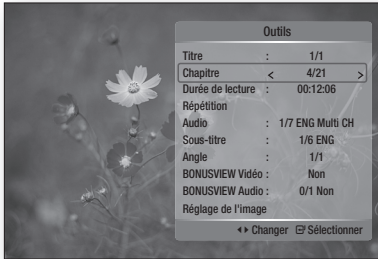 Outils
Titre : 1/1
Chapitre < 4/21 >
Durée de lecture : 00:12:06
Répétition
Audio : 1/7 ENG Multi CH
Sous-titre : 1/6 ENG
Angle : 1/1
BONUSVIEW Vidéo : Non
BONUSVIEW Audio : 0/1 Non
Réglage de l'image
Changer Sélectionner